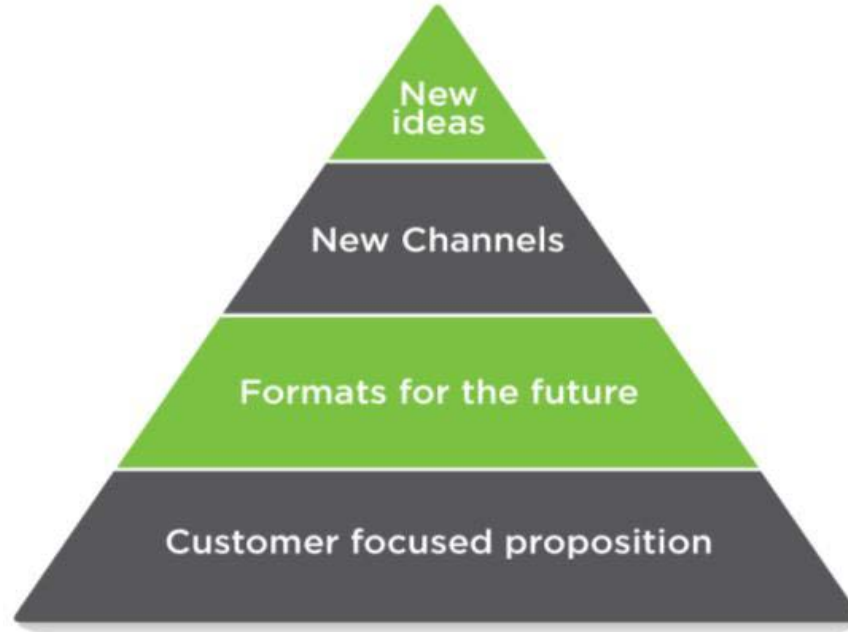 New
ideas
New Channels
Formats for the future
Customer focused proposition